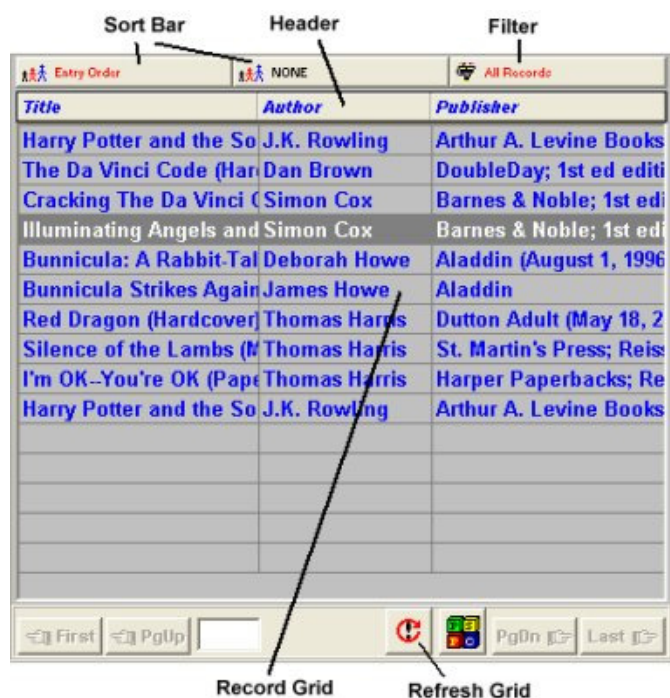 Sort Bar Header Filter
Entry Order NONE All Records
Title Author Publisher
Harry Potter and the So J.K. Rowling Arthur A. Levine Books
The Da Vinci Code (Har Dan Brown DoubleDay; 1st ed editi
Cracking The Da Vinci C Simon Cox Barnes & Noble; 1st edi
Illuminating Angels and Simon Cox Barnes & Noble; 1st edi
Bunnicula: A Rabbit-Tal Deborah Howe Aladdin (August 1, 1996
Bunnicula Strikes Again James Howe Aladdin
Red Dragon (Hardcover) Thomas Harris Dutton Adult (May 18, 2
Silence of the Lambs (M Thomas Harris St. Martin's Press; Reiss
I'm OK--You're OK (Pape Thomas Harris Harper Paperbacks; Re
Harry Potter and the So J.K. Rowling Arthur A. Levine Books
First PgUp PgDn Last
Record Grid Refresh Grid